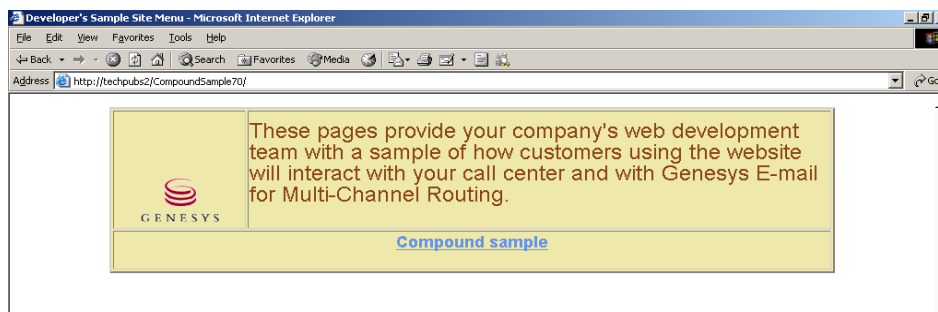 Developer's Sample Site Menu - Microsoft Internet Explorer
File Edit View Favorites Tools Help
Back Search Favorites Media
Address http://techpubs2/CompoundSample70/ Go
These pages provide your company's web development
team with a sample of how customers using the website
will interact with your call center and with Genesys E-mail
for Multi-Channel Routing.
GENESYS
Compound sample